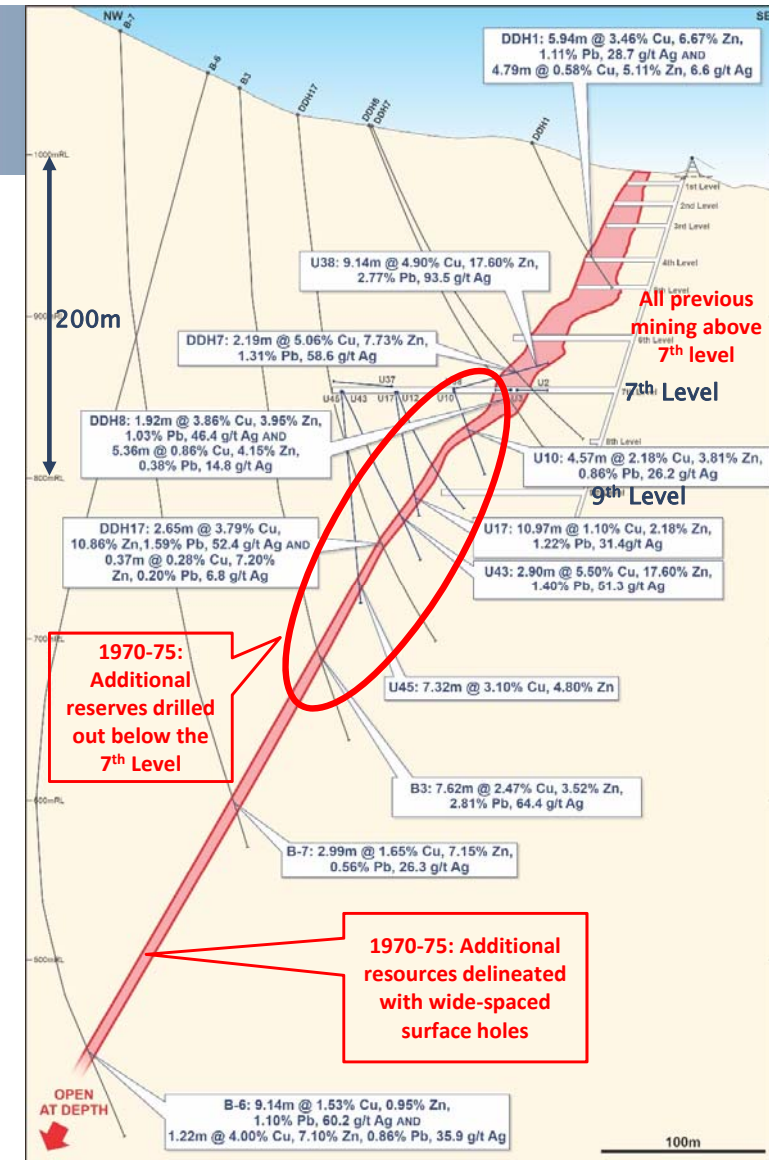 NW
SE
B-7
B-6
B3
DDH17
DDH8
DDH7
DDH1
DDH1: 5.94m @ 3.46% Cu, 6.67% Zn,
1.11% Pb, 28.7 g/t Ag AND
4.79m @ 0.58% Cu, 5.11% Zn, 6.6 g/t Ag
1000mRL
1st Level
2nd Level
3rd Level
4th Level
5th Level
U38: 9.14m @ 4.90% Cu, 17.60% Zn,
2.77% Pb, 93.5 g/t Ag
All previous
mining above
7th level
200m
900mRL
6th Level
DDH7: 2.19m @ 5.06% Cu, 7.73% Zn,
1.31% Pb, 58.6 g/t Ag
U37
U45
U43
U17
U12
U10
U3
U2
7th Level
8th Level
DDH8: 1.92m @ 3.86% Cu, 3.95% Zn,
1.03% Pb, 46.4 g/t Ag AND
5.36m @ 0.86% Cu, 4.15% Zn,
0.38% Pb, 14.8 g/t Ag
U10: 4.57m @ 2.18% Cu, 3.81% Zn,
0.86% Pb, 26.2 g/t Ag
800mRL
9th Level
DDH17: 2.65m @ 3.79% Cu,
10.86% Zn,1.59% Pb, 52.4 g/t Ag AND
0.37m @ 0.28% Cu, 7.20%
Zn, 0.20% Pb, 6.8 g/t Ag
U17: 10.97m @ 1.10% Cu, 2.18% Zn,
1.22% Pb, 31.4g/t Ag
U43: 2.90m @ 5.50% Cu, 17.60% Zn,
1.40% Pb, 51.3 g/t Ag
700mRL
1970-75:
Additional
reserves drilled
out below the
7th Level
U45: 7.32m @ 3.10% Cu, 4.80% Zn
B3: 7.62m @ 2.47% Cu, 3.52% Zn,
2.81% Pb, 64.4 g/t Ag
600mRL
B-7: 2.99m @ 1.65% Cu, 7.15% Zn,
0.56% Pb, 26.3 g/t Ag
1970-75: Additional
resources delineated
with wide-spaced
surface holes
500mRL
OPEN
AT DEPTH
B-6: 9.14m @ 1.53% Cu, 0.95% Zn,
1.10% Pb, 60.2 g/t Ag AND
1.22m @ 4.00% Cu, 7.10% Zn, 0.86% Pb, 35.9 g/t Ag
100m